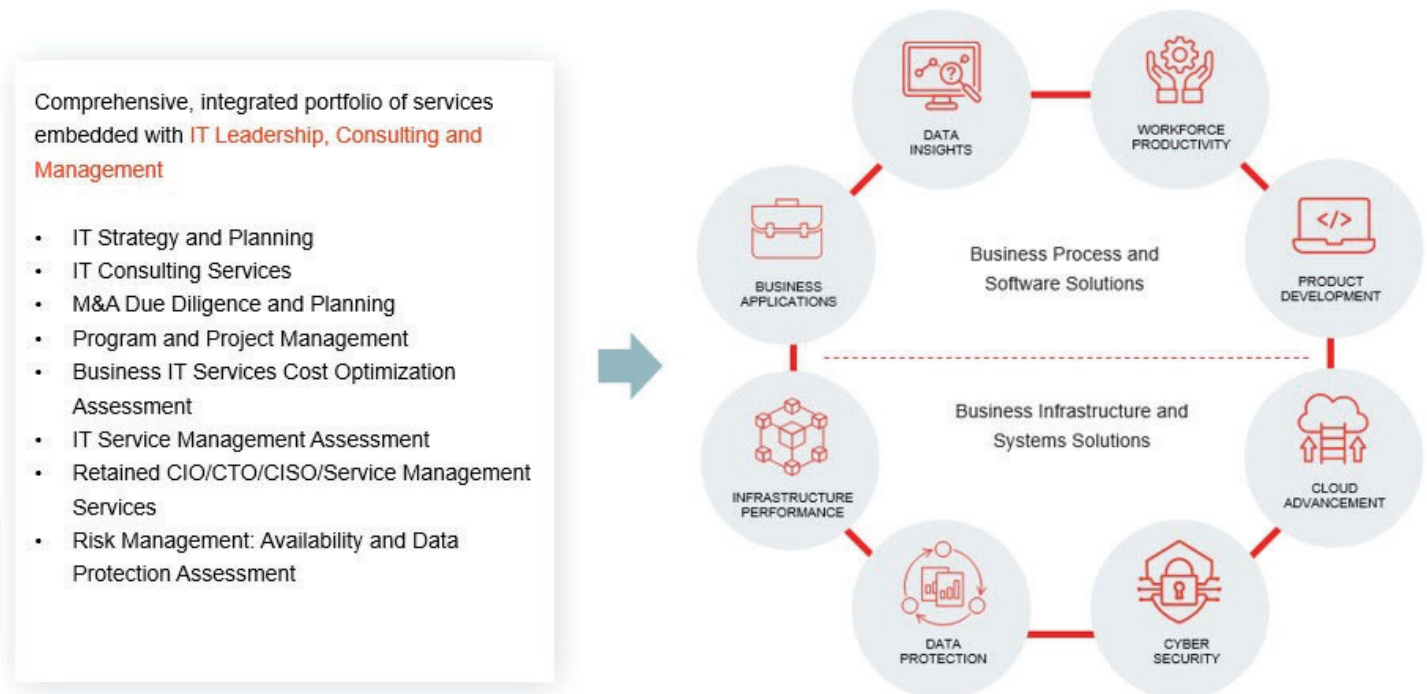 Comprehensive, integrated portfolio of services
embedded with IT Leadership, Consulting and
Management
• IT Strategy and Planning
• IT Consulting Services
• M&A Due Diligence and Planning
• Program and Project Management
• Business IT Services Cost Optimization
Assessment
• IT Service Management Assessment
• Retained CIO/CTO/CISO/Service Management
Services
• Risk Management: Availability and Data
Protection Assessment
DATA
INSIGHTS
WORKFORCE
PRODUCTIVITY
BUSINESS
APPLICATIONS
Business Process and
Software Solutions
</>
PRODUCT
DEVELOPMENT
Business Infrastructure and
Systems Solutions
INFRASTRUCTURE
PERFORMANCE
CLOUD
ADVANCEMENT
DATA
PROTECTION
CYBER
SECURITY